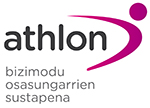 athlon
bizimodu
osasungarrien
sustapena